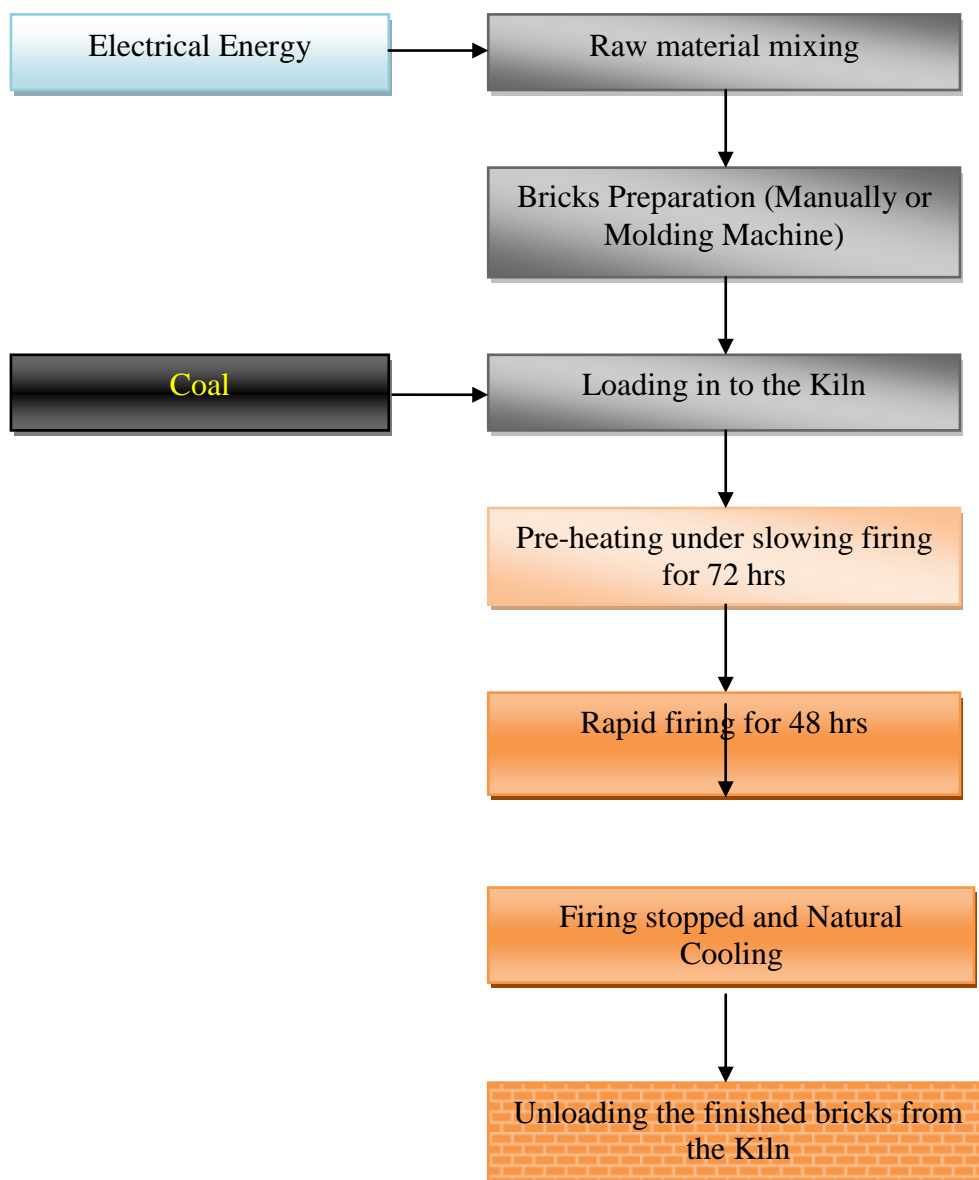 Electrical Energy
Raw material mixing
Bricks Preparation (Manually or
Molding Machine)
Coal
Loading in to the Kiln
Pre-heating under slowing firing
for 72 hrs
Rapid firing for 48 hrs
Firing stopped and Natural
Cooling
Unloading the finished bricks from
the Kiln